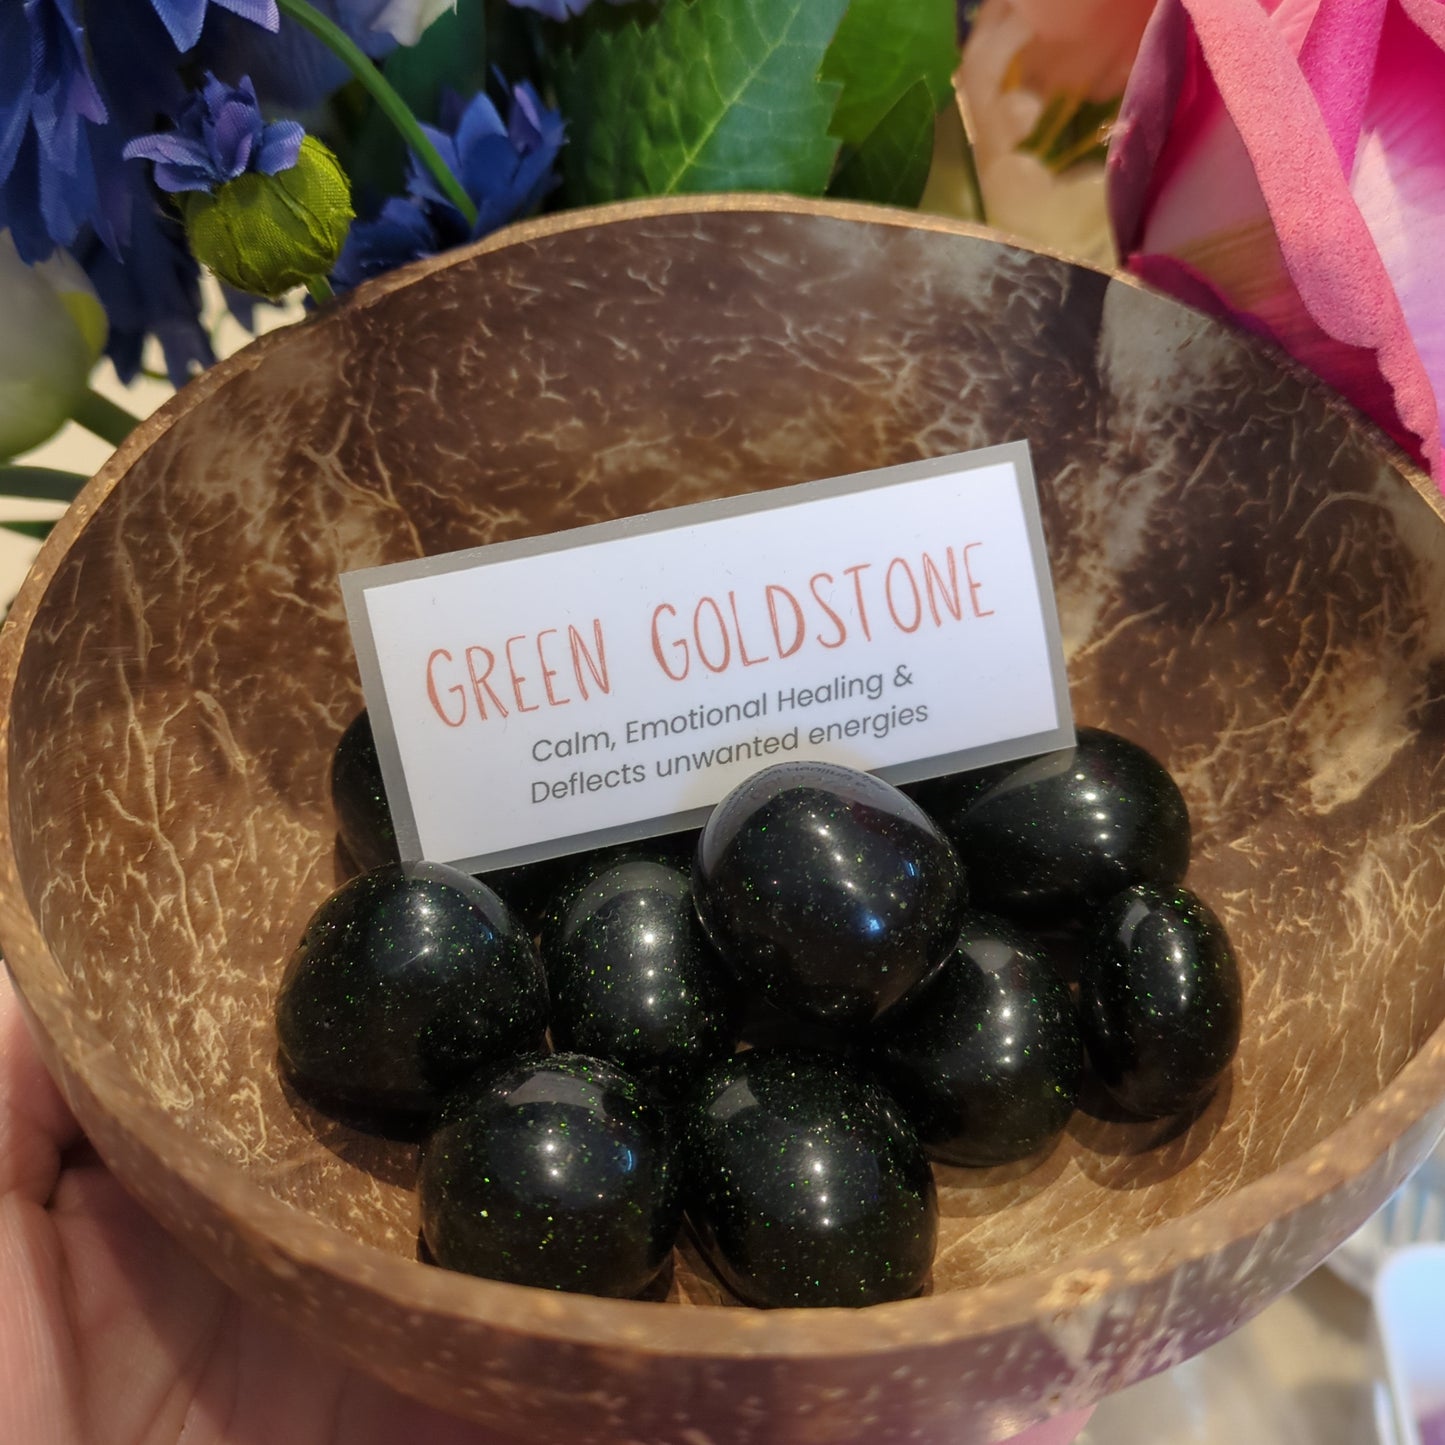 GREEN GOLDSTONE
Calm, Emotional Healing &
Deflects unwanted energies